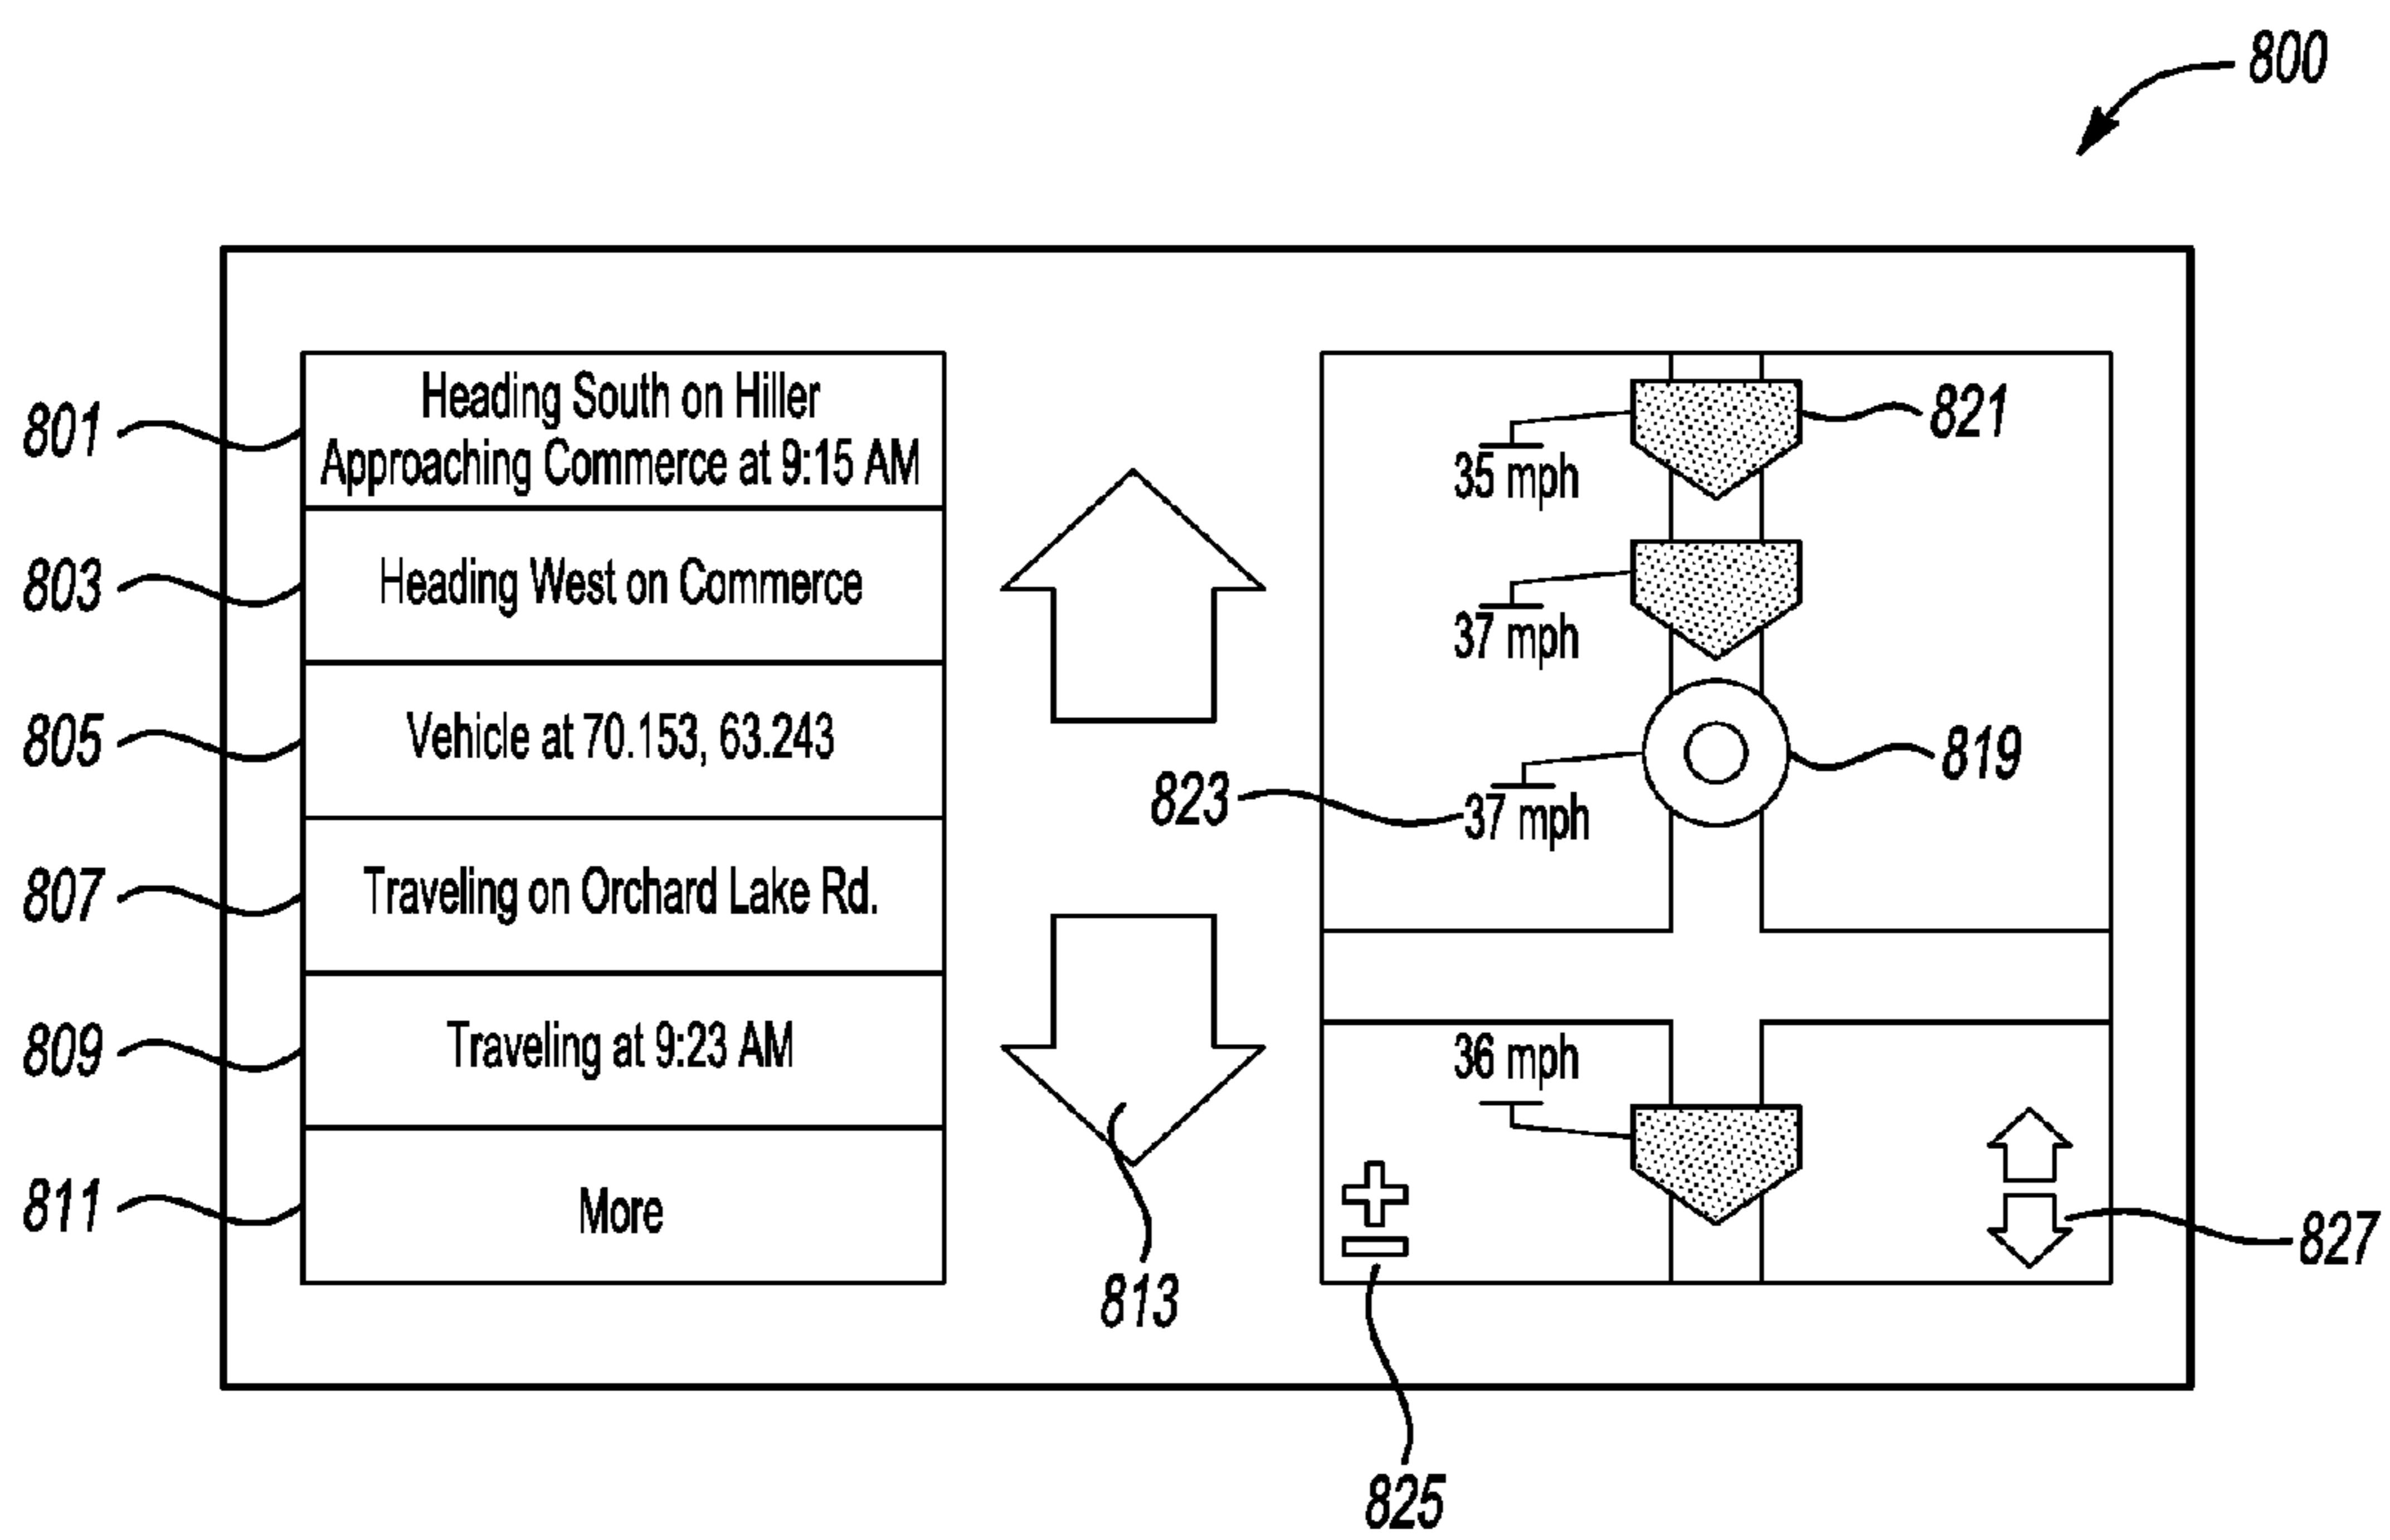 800
801
Heading South on Hiller
Approaching Commerce at 9:15 AM
803
Heading West on Commerce
805
Vehicle at 70.153, 63.243
807
Traveling on Orchard Lake Rd.
809
Traveling at 9:23 AM
811
More
813
35 mph
821
37 mph
819
823
37 mph
36 mph
825
827